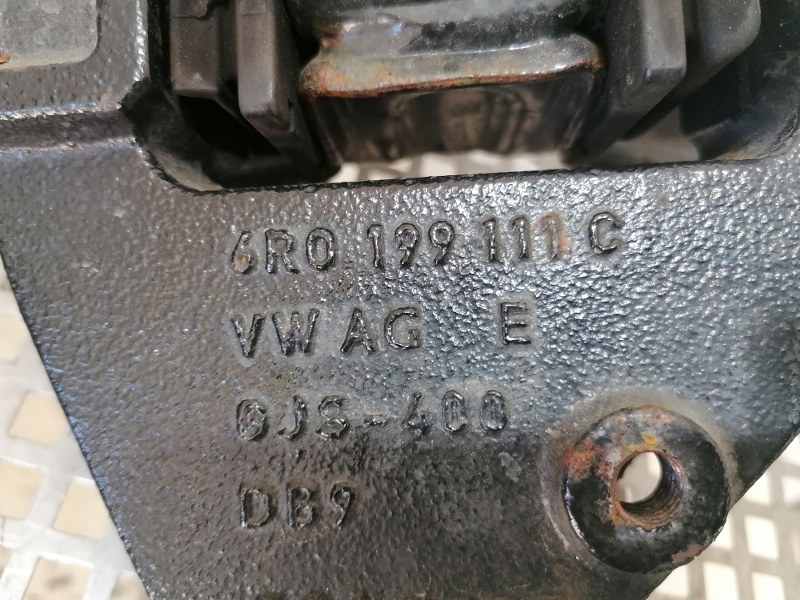 6R0 199 111 C
VW AG E
GJS-400
DB9